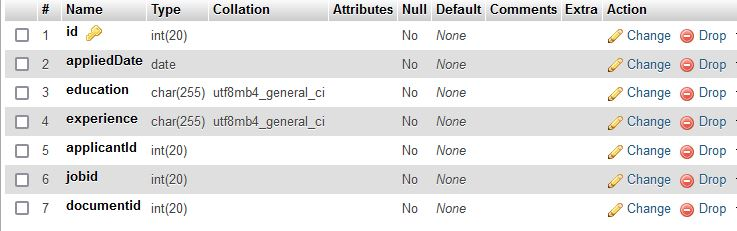 # Name Type Collation Attributes Null Default Comments Extra Action
1 id int(20) No None Change Drop
2 appliedDate date No None Change Drop
3 education char(255) utf8mb4_general_ci No None Change Drop
4 experience char(255) utf8mb4_general_ci No None Change Drop
5 applicantId int(20) No None Change Drop
6 jobid int(20) No None Change Drop
7 documentid int(20) No None Change Drop